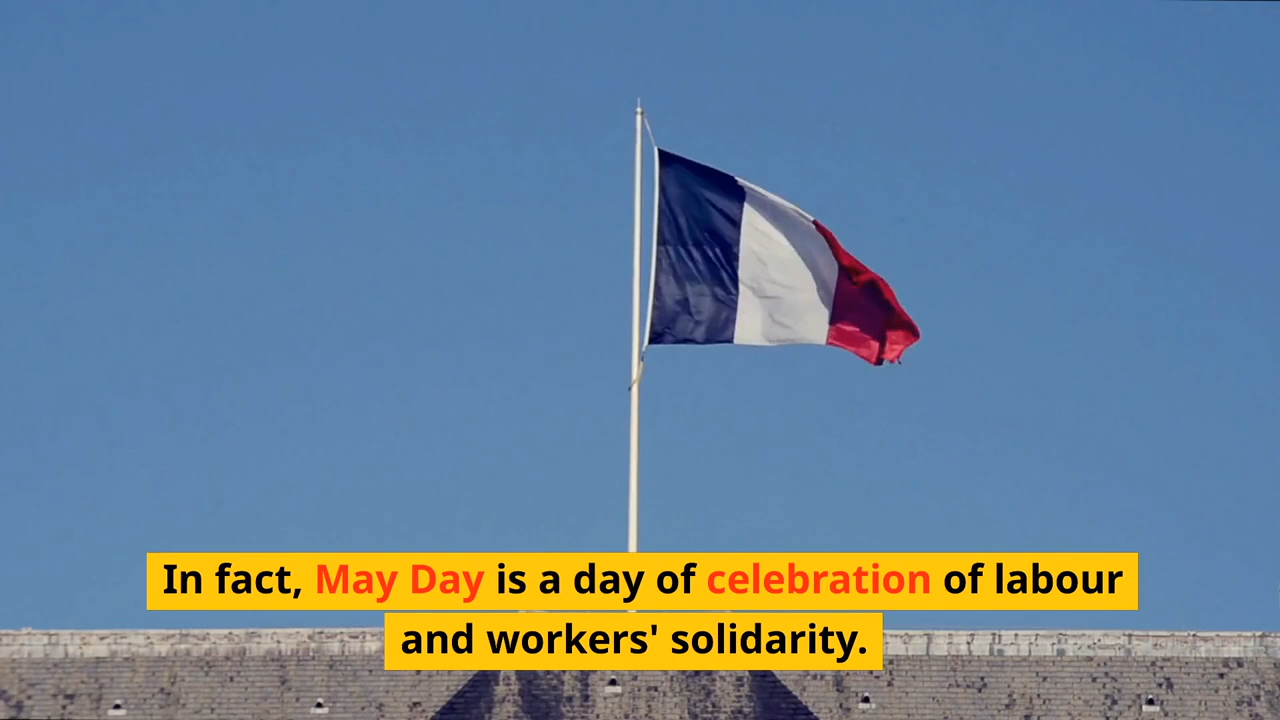 In fact, May Day is a day of celebration of labour
and workers' solidarity.